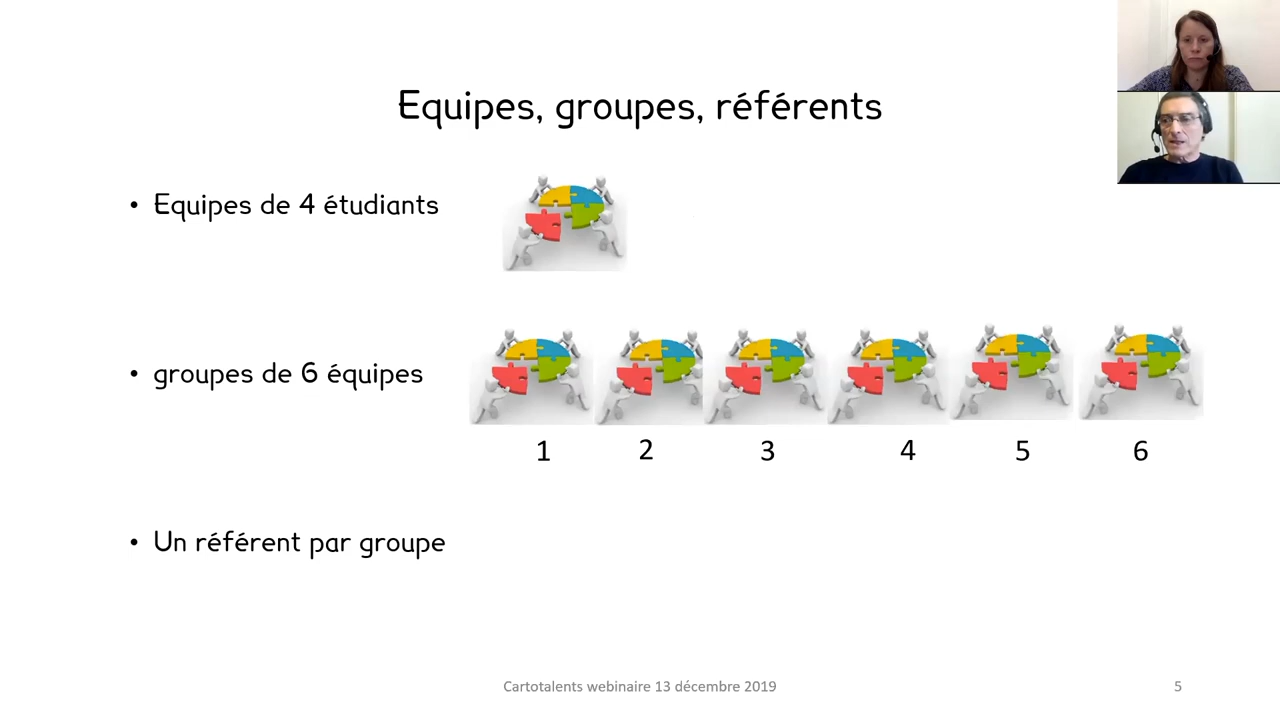 Equipes, groupes, référents
• Equipes de 4 étudiants
• groupes de 6 équipes
1 2 3 4 5 6
• Un référent par groupe
Cartotalents webinaire 13 décembre 2019
5